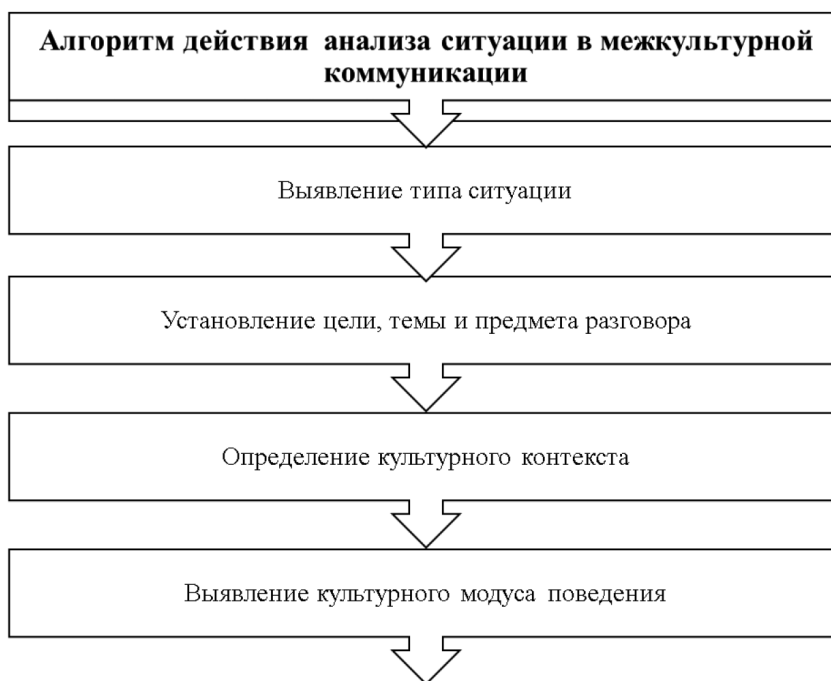 Алгоритм действия анализа ситуации в межкультурной
коммуникации
Выявление типа ситуации
Установление цели, темы и предмета разговора
Определение культурного контекста
Выявление культурного модуса поведения